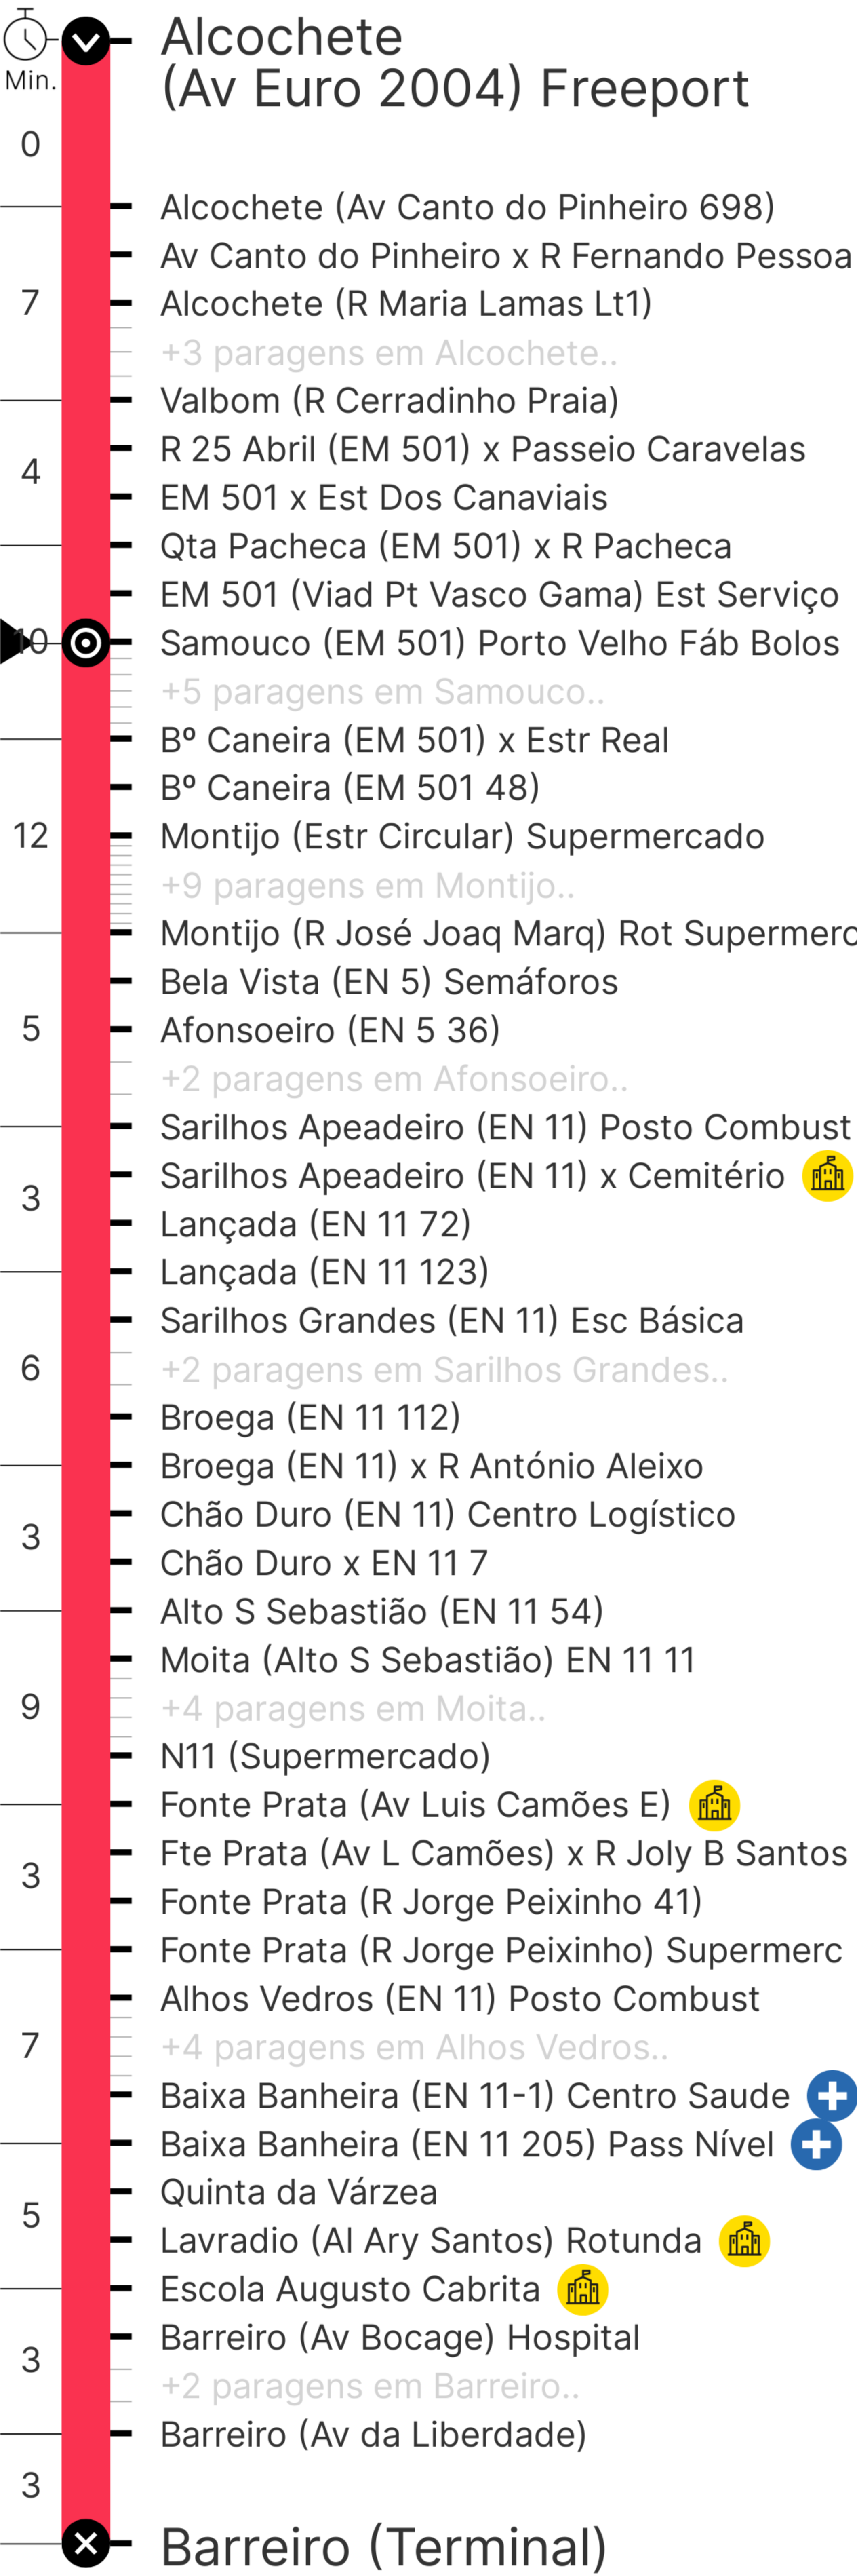 Alcochete
(Av Euro 2004) Freeport
Min.
0
Alcochete (Av Canto do Pinheiro 698)
Av Canto do Pinheiro x R Fernando Pessoa
7
Alcochete (R Maria Lamas Lt1)
+3 paragens em Alcochete..
Valbom (R Cerradinho Praia)
R 25 Abril (EM 501) x Passeio Caravelas
4
EM 501 x Est Dos Canaviais
Qta Pacheca (EM 501) x R Pacheca
EM 501 (Viad Pt Vasco Gama) Est Serviço
10
Samouco (EM 501) Porto Velho Fáb Bolos
+5 paragens em Samouco..
Bº Caneira (EM 501) x Estr Real
Bº Caneira (EM 501 48)
12
Montijo (Estr Circular) Supermercado
+9 paragens em Montijo..
Montijo (R José Joaq Marq) Rot Supermerc
Bela Vista (EN 5) Semáforos
5
Afonsoeiro (EN 5 36)
+2 paragens em Afonsoeiro..
Sarilhos Apeadeiro (EN 11) Posto Combust
Sarilhos Apeadeiro (EN 11) x Cemitério
3
Lançada (EN 11 72)
Lançada (EN 11 123)
Sarilhos Grandes (EN 11) Esc Básica
6
+2 paragens em Sarilhos Grandes..
Broega (EN 11 112)
Broega (EN 11) x R António Aleixo
Chão Duro (EN 11) Centro Logístico
3
Chão Duro x EN 11 7
Alto S Sebastião (EN 11 54)
Moita (Alto S Sebastião) EN 11 11
9
+4 paragens em Moita..
N11 (Supermercado)
Fonte Prata (Av Luis Camões E)
Fte Prata (Av L Camões) x R Joly B Santos
3
Fonte Prata (R Jorge Peixinho 41)
Fonte Prata (R Jorge Peixinho) Supermerc
Alhos Vedros (EN 11) Posto Combust
7
+4 paragens em Alhos Vedros..
Baixa Banheira (EN 11-1) Centro Saude
Baixa Banheira (EN 11 205) Pass Nível
Quinta da Várzea
5
Lavradio (Al Ary Santos) Rotunda
Escola Augusto Cabrita
Barreiro (Av Bocage) Hospital
3
+2 paragens em Barreiro..
Barreiro (Av da Liberdade)
3
Barreiro (Terminal)